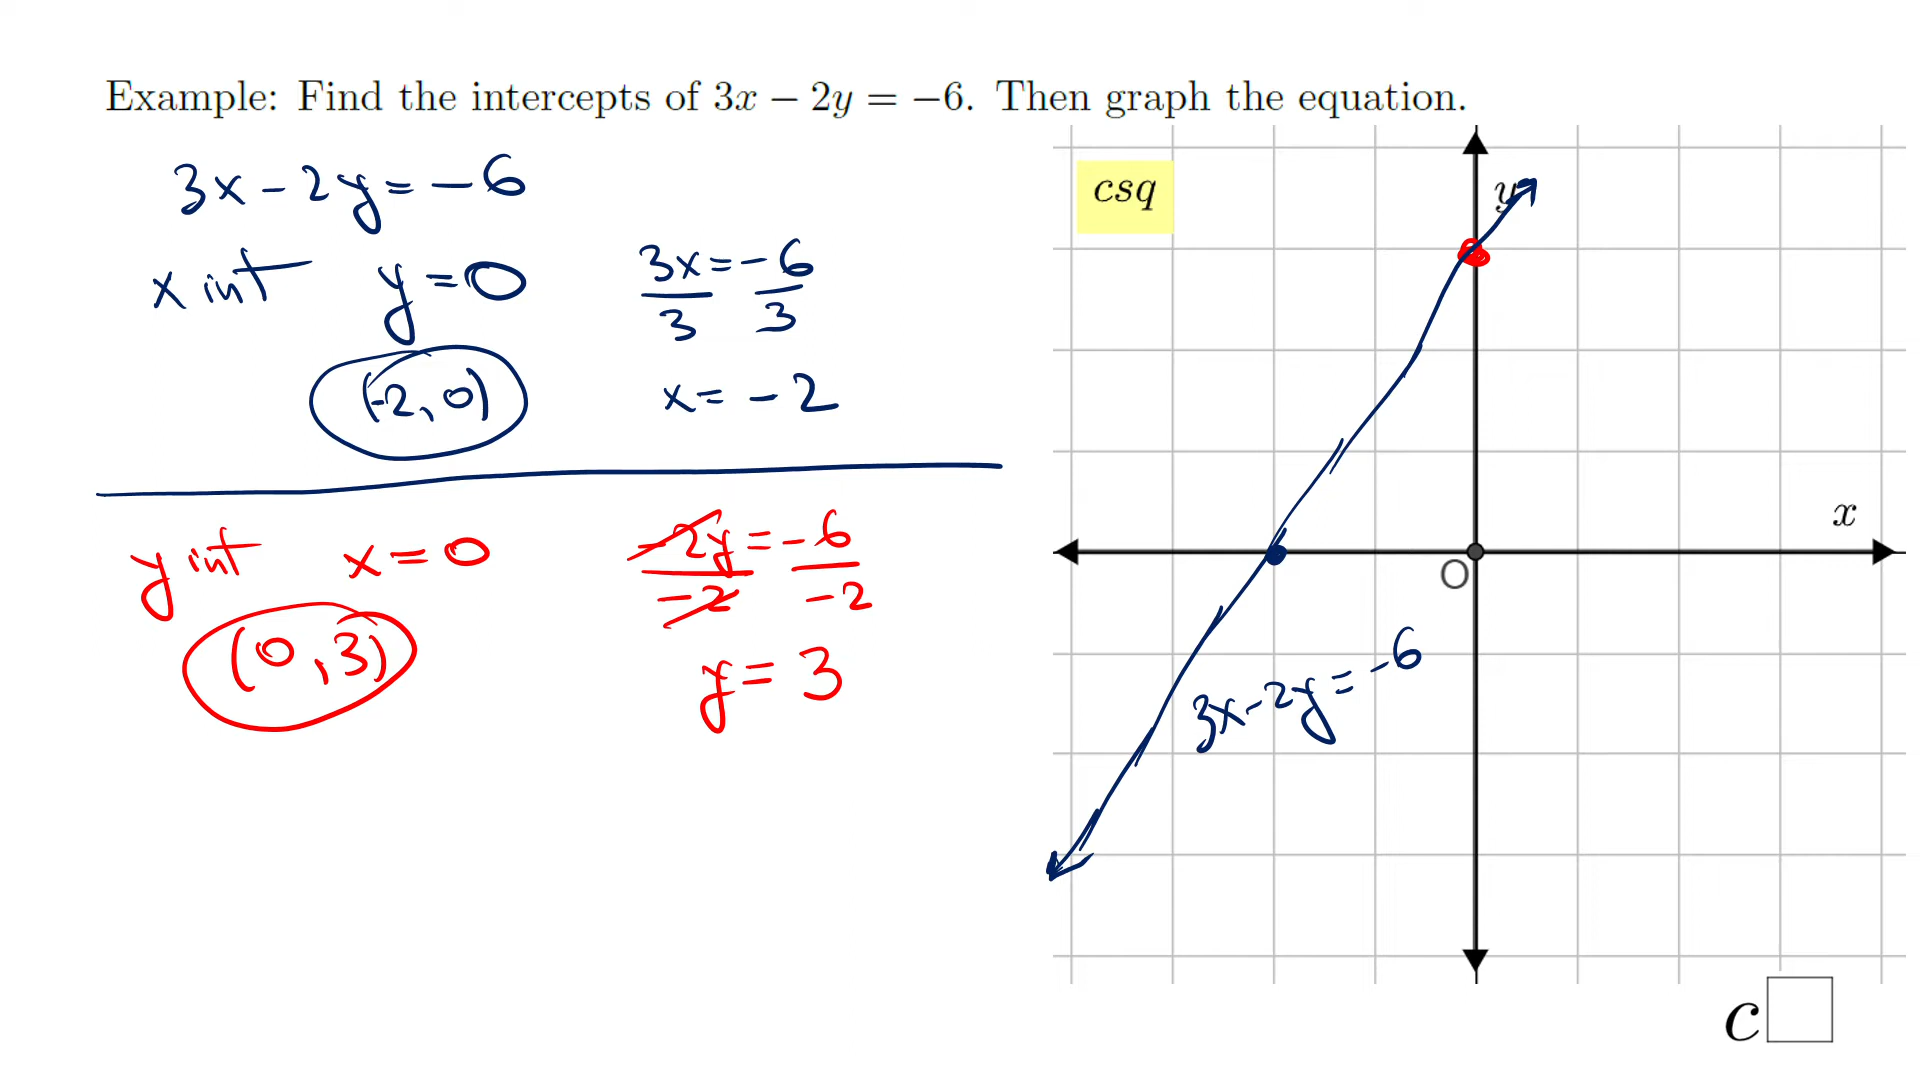 Example: Find the intercepts of 3x − 2y = −6. Then graph the equation.
3x - 2y = -6
x int y = 0
3x = -6
3 3
(-2, 0)
x = -2
y int x = 0
-2y = -6
-2 -2
(0, 3)
y = 3
csq
y
x
O
3x - 2y = -6
c